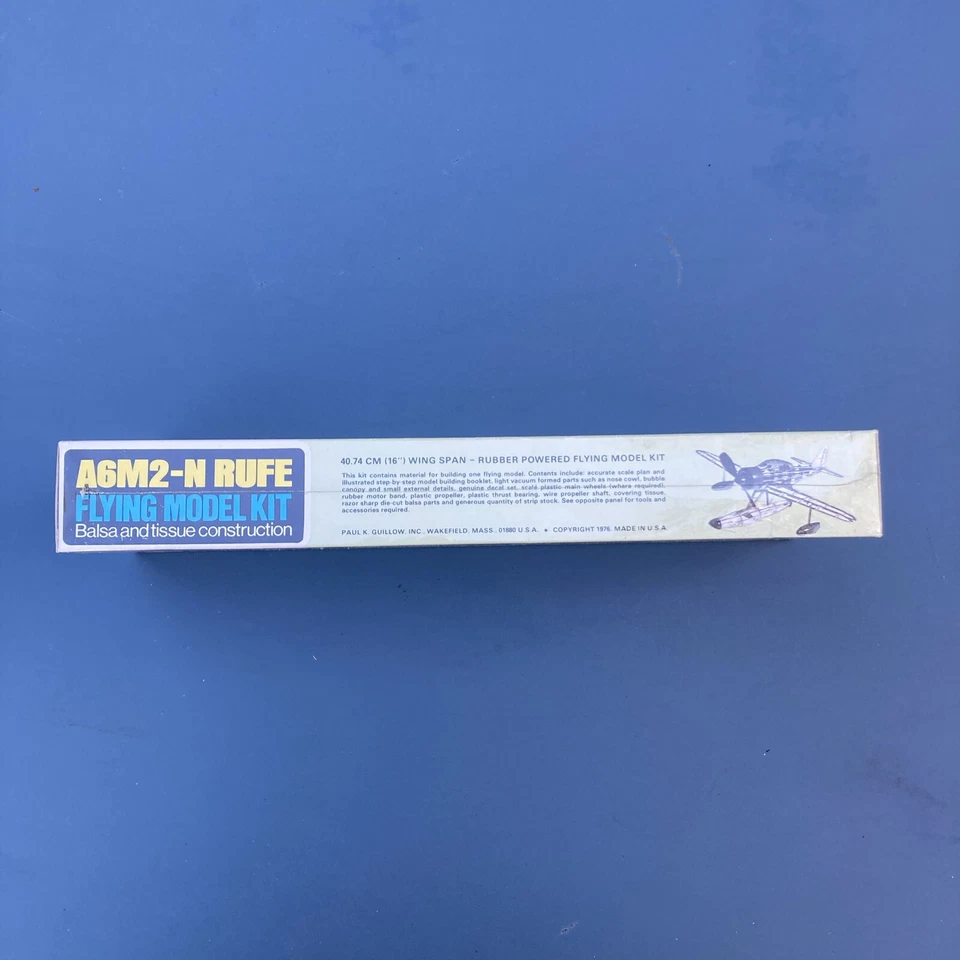 A6M2-N RUFE
FLYING MODEL KIT
Balsa and tissue construction
40.74 CM (16") WING SPAN – RUBBER POWERED FLYING MODEL KIT
This kit contains material for building one flying model. Contents include: accurate scale plan and
illustrated step-by-step model building booklet, light vacuum formed parts such as nose cowl, bubble
canopy and small external details, genuine decal set, scale plastic main wheels (where required),
rubber motor band, plastic propeller, plastic thrust bearing, wire propeller shaft, covering tissue,
razor sharp die-cut balsa parts and generous quantity of strip stock. See opposite panel for tools and
accessories required.
PAUL K. GUILLOW, INC., WAKEFIELD, MASS., 01880 U.S.A. • COPYRIGHT 1976. MADE IN U.S.A.